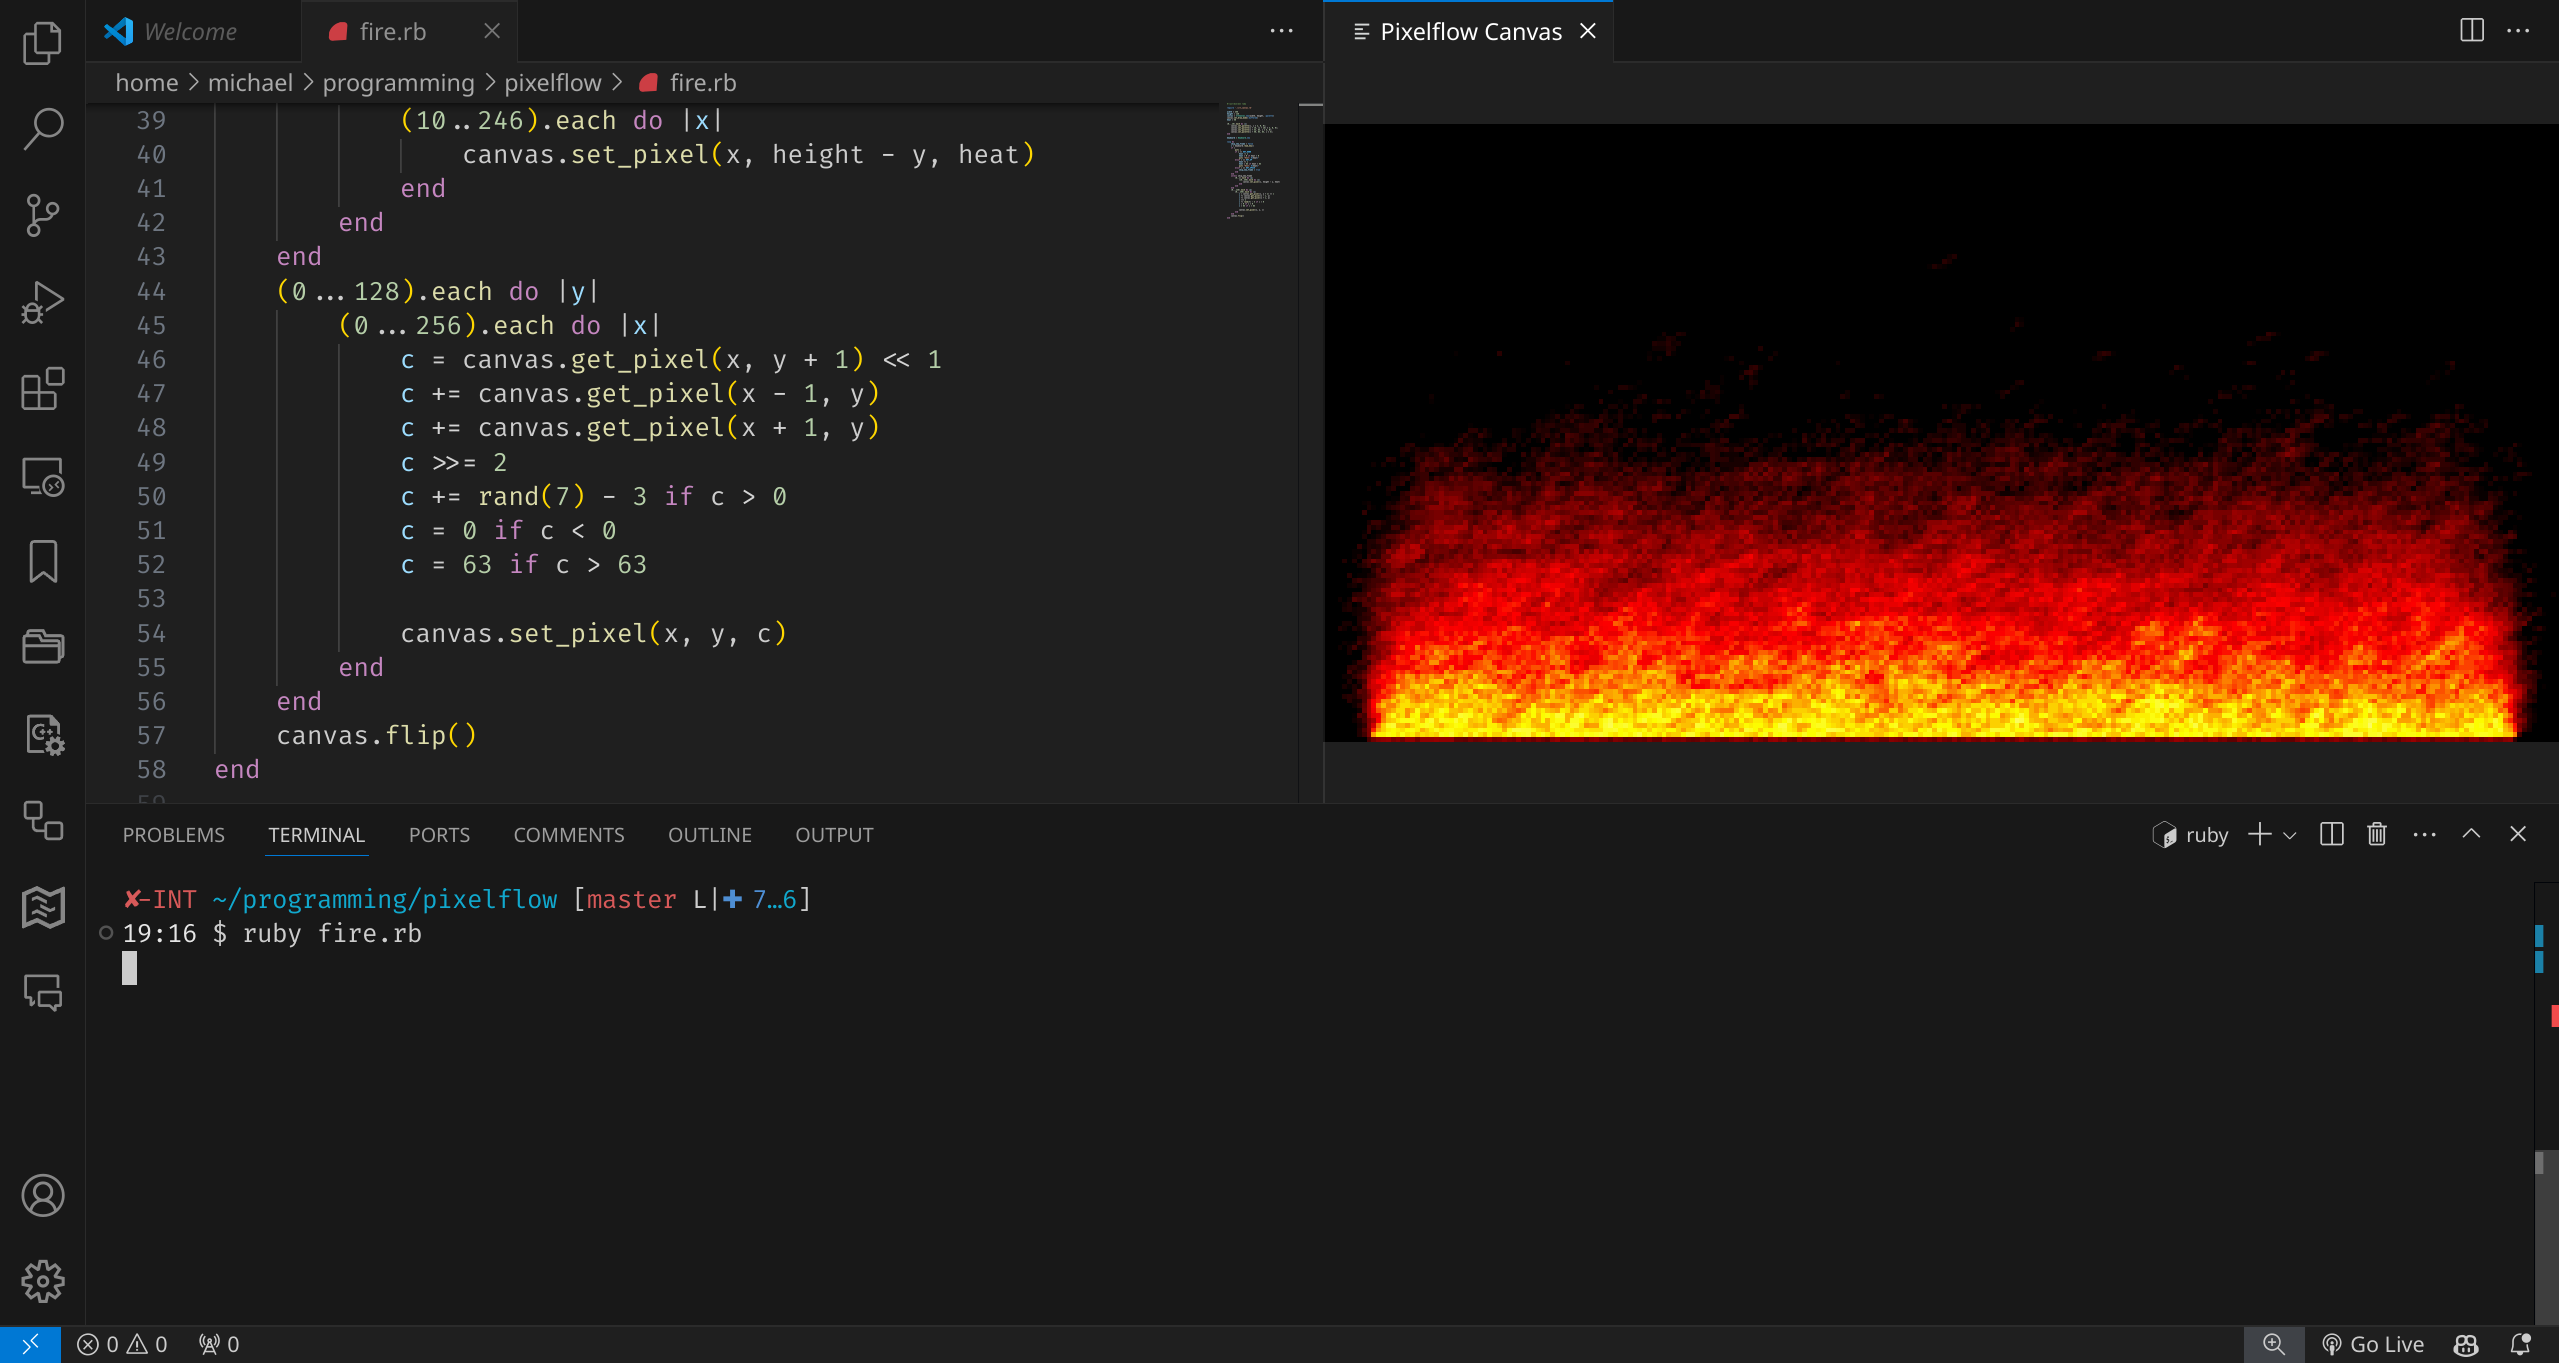 Welcome
fire.rb
Pixelflow Canvas
home > michael > programming > pixelflow > fire.rb
39 (10..246).each do |x|
40 canvas.set_pixel(x, height - y, heat)
41 end
42 end
43 end
44 (0...128).each do |y|
45 (0...256).each do |x|
46 c = canvas.get_pixel(x, y + 1) << 1
47 c += canvas.get_pixel(x - 1, y)
48 c += canvas.get_pixel(x + 1, y)
49 c >>= 2
50 c += rand(7) - 3 if c > 0
51 c = 0 if c < 0
52 c = 63 if c > 63
53
54 canvas.set_pixel(x, y, c)
55 end
56 end
57 canvas.flip()
58 end
59
PROBLEMS TERMINAL PORTS COMMENTS OUTLINE OUTPUT
ruby
✘-INT ~/programming/pixelflow [master L|✚ 7…6]
19:16 $ ruby fire.rb
0 0 0
Go Live